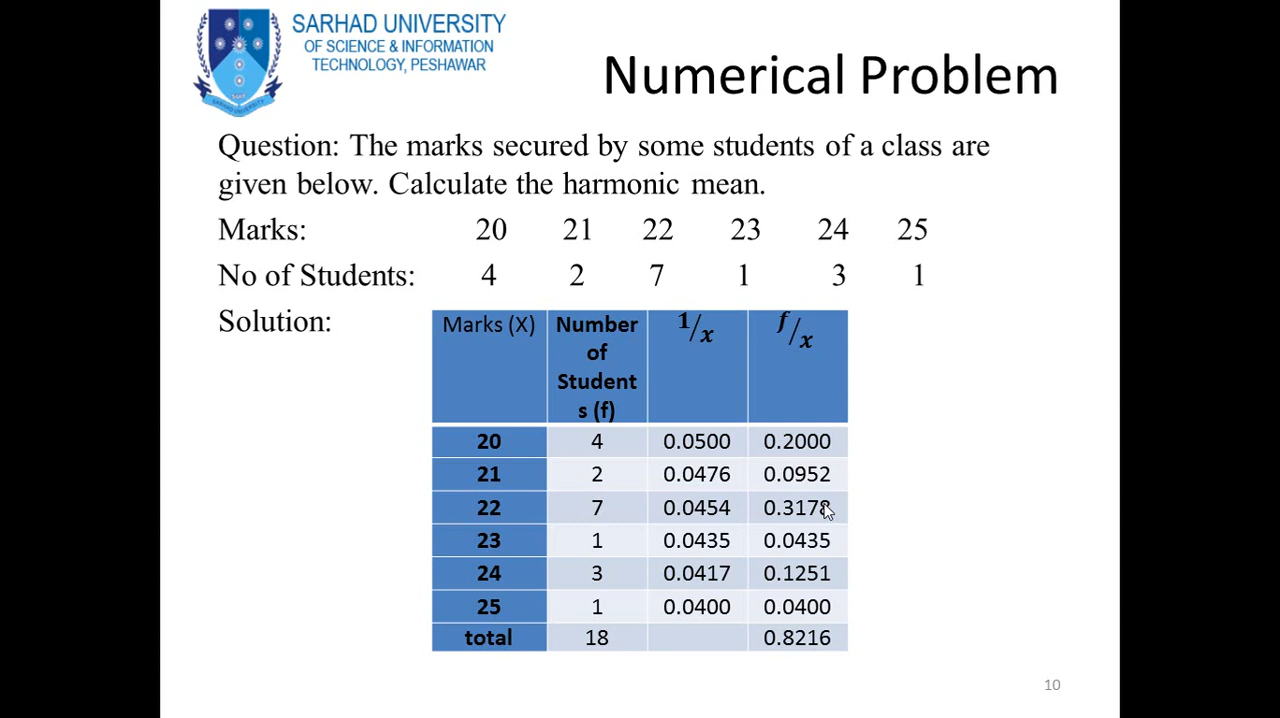 SARHAD UNIVERSITY
OF SCIENCE & INFORMATION
TECHNOLOGY, PESHAWAR
SUIT
SARHAD UNIVERSITY
Numerical Problem
Question: The marks secured by some students of a class are
given below. Calculate the harmonic mean.
Marks: 20 21 22 23 24 25
No of Students: 4 2 7 1 3 1
Solution:
Marks (X) Number of Student s (f) 1/x f/x
20 4 0.0500 0.2000
21 2 0.0476 0.0952
22 7 0.0454 0.3178
23 1 0.0435 0.0435
24 3 0.0417 0.1251
25 1 0.0400 0.0400
total 18 0.8216
10